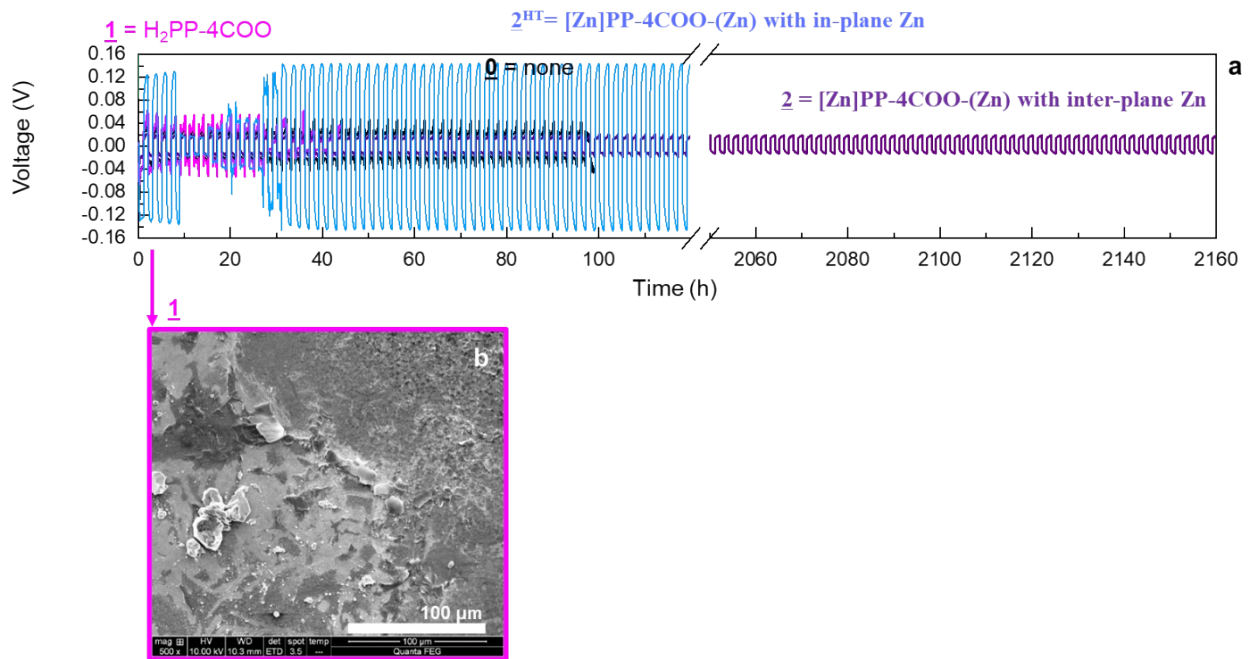 1 = H₂PP-4COO
2ᴴᵀ= [Zn]PP-4COO-(Zn) with in-plane Zn
0.16
0.12
0.08
0.04
0.00
-0.04
-0.08
-0.12
-0.16
Voltage (V)
0 = none
a
2 = [Zn]PP-4COO-(Zn) with inter-plane Zn
0 20 40 60 80 100 2060 2080 2100 2120 2140 2160
Time (h)
1
b
100 µm
mag ⊞ HV WD det spot temp 100 µm
500 x 10.00 kV 10.3 mm ETD 3.5 --- Quanta FEG